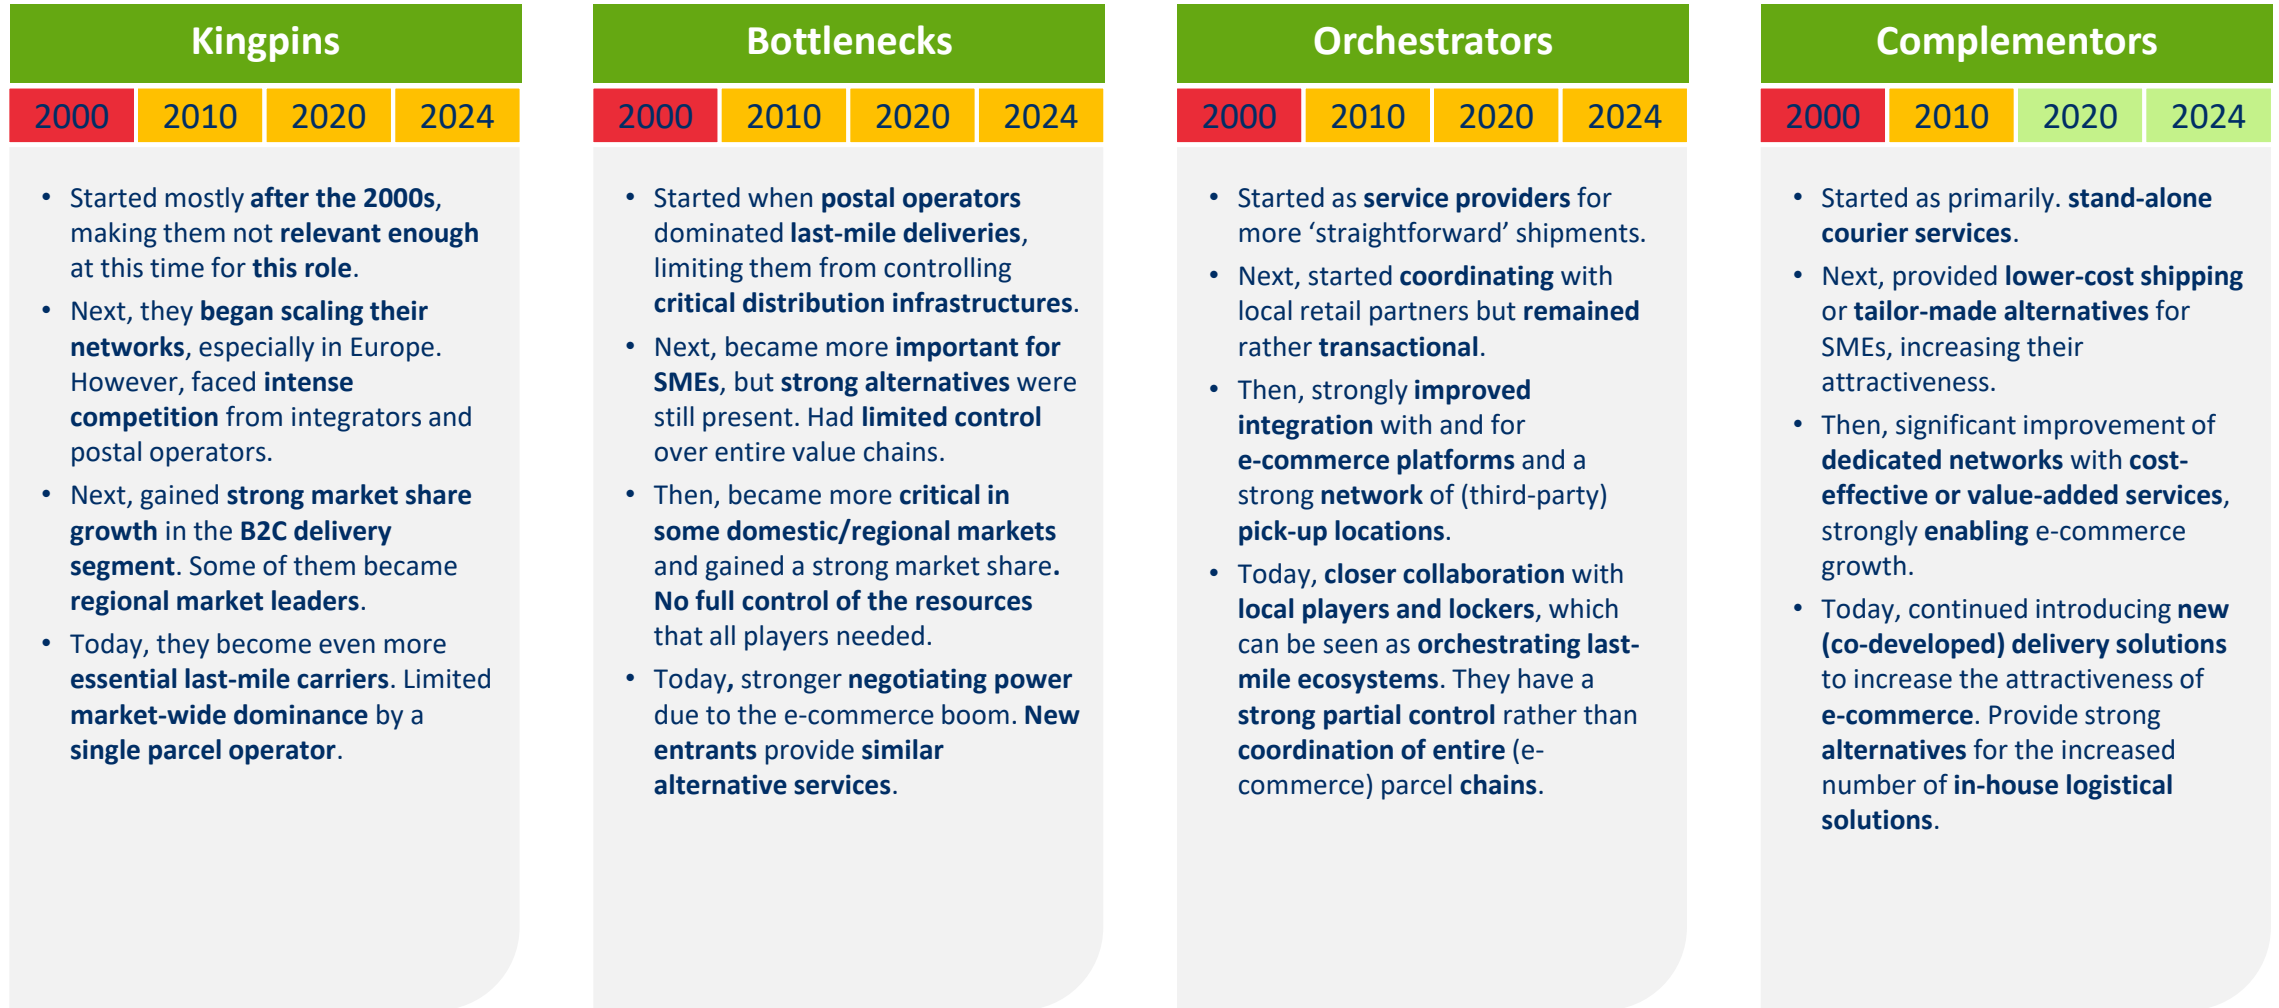 Kingpins
2000 2010 2020 2024
• Started mostly after the 2000s,
making them not relevant enough
at this time for this role.
• Next, they began scaling their
networks, especially in Europe.
However, faced intense
competition from integrators and
postal operators.
• Next, gained strong market share
growth in the B2C delivery
segment. Some of them became
regional market leaders.
• Today, they become even more
essential last-mile carriers. Limited
market-wide dominance by a
single parcel operator.
Bottlenecks
2000 2010 2020 2024
• Started when postal operators
dominated last-mile deliveries,
limiting them from controlling
critical distribution infrastructures.
• Next, became more important for
SMEs, but strong alternatives were
still present. Had limited control
over entire value chains.
• Then, became more critical in
some domestic/regional markets
and gained a strong market share.
No full control of the resources
that all players needed.
• Today, stronger negotiating power
due to the e-commerce boom. New
entrants provide similar
alternative services.
Orchestrators
2000 2010 2020 2024
• Started as service providers for
more ‘straightforward’ shipments.
• Next, started coordinating with
local retail partners but remained
rather transactional.
• Then, strongly improved
integration with and for
e-commerce platforms and a
strong network of (third-party)
pick-up locations.
• Today, closer collaboration with
local players and lockers, which
can be seen as orchestrating last-
mile ecosystems. They have a
strong partial control rather than
coordination of entire (e-
commerce) parcel chains.
Complementors
2000 2010 2020 2024
• Started as primarily. stand-alone
courier services.
• Next, provided lower-cost shipping
or tailor-made alternatives for
SMEs, increasing their
attractiveness.
• Then, significant improvement of
dedicated networks with cost-
effective or value-added services,
strongly enabling e-commerce
growth.
• Today, continued introducing new
(co-developed) delivery solutions
to increase the attractiveness of
e-commerce. Provide strong
alternatives for the increased
number of in-house logistical
solutions.